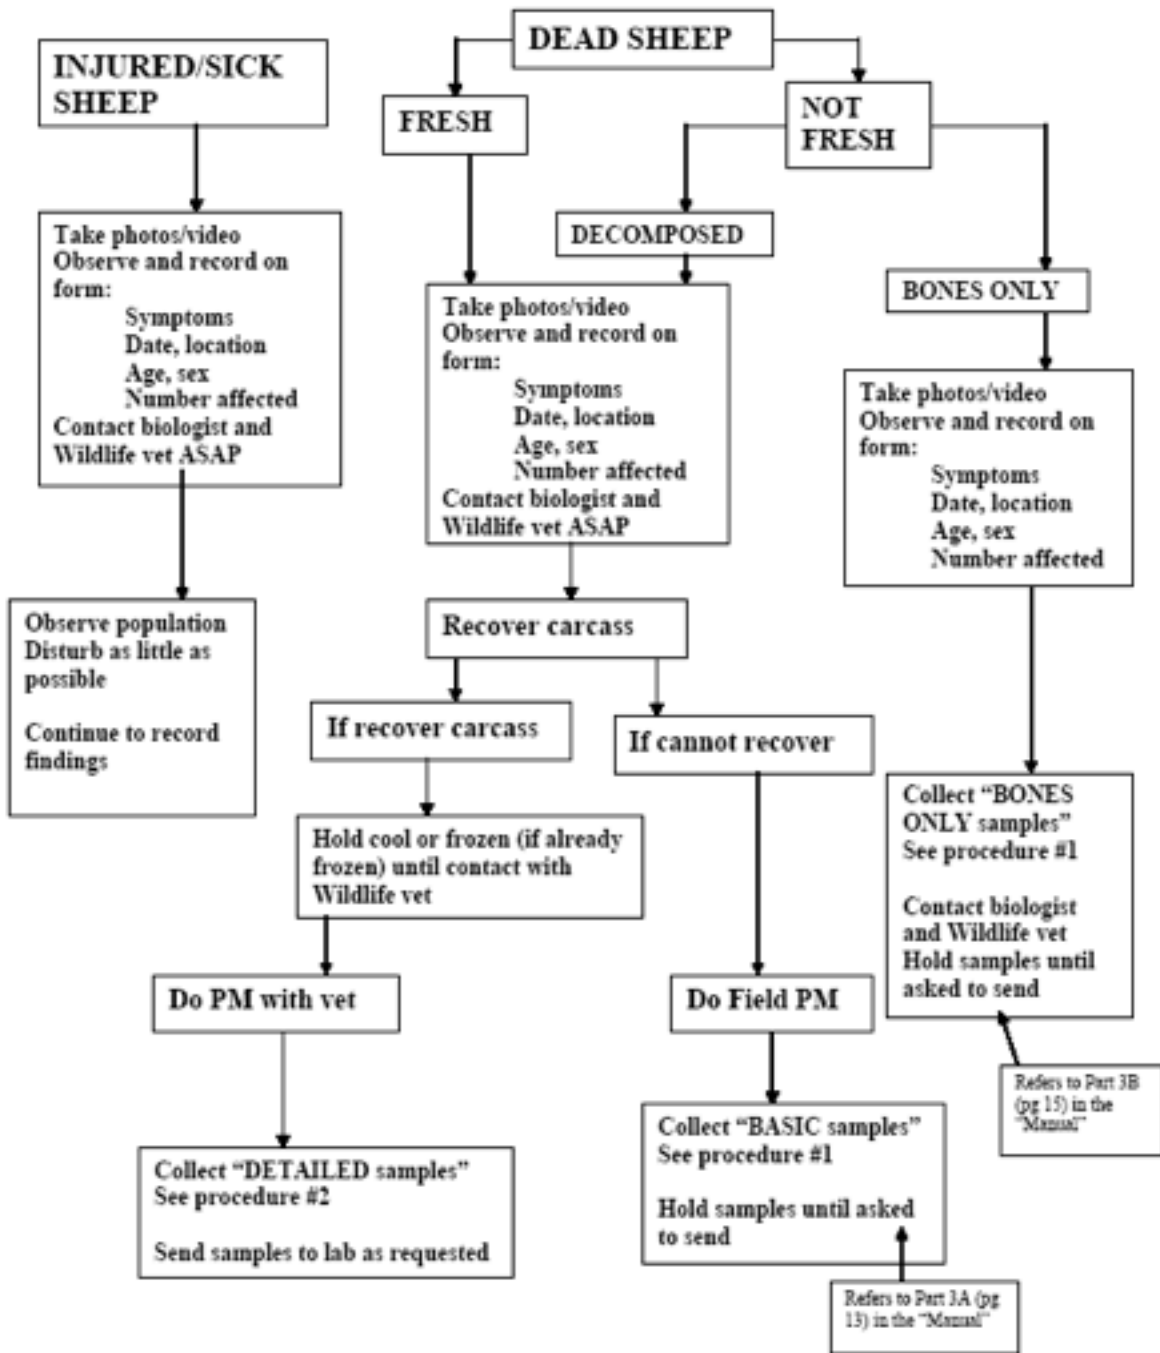 DEAD SHEEP
INJURED/SICK
SHEEP
FRESH
NOT
FRESH
DECOMPOSED
BONES ONLY
Take photos/video
Observe and record on
form:
Symptoms
Date, location
Age, sex
Number affected
Contact biologist and
Wildlife vet ASAP
Take photos/video
Observe and record on
form:
Symptoms
Date, location
Age, sex
Number affected
Contact biologist and
Wildlife vet ASAP
Take photos/video
Observe and record on
form:
Symptoms
Date, location
Age, sex
Number affected
Observe population
Disturb as little as
possible
Continue to record
findings
Recover carcass
If recover carcass
If cannot recover
Hold cool or frozen (if already
frozen) until contact with
Wildlife vet
Collect “BONES
ONLY samples”
See procedure #1
Contact biologist
and Wildlife vet
Hold samples until
asked to send
Do PM with vet
Do Field PM
Refers to Part 3B
(pg 15) in the
“Manual”
Collect “DETAILED samples”
See procedure #2
Send samples to lab as requested
Collect “BASIC samples”
See procedure #1
Hold samples until asked
to send
Refers to Part 3A (pg
13) in the “Manual”